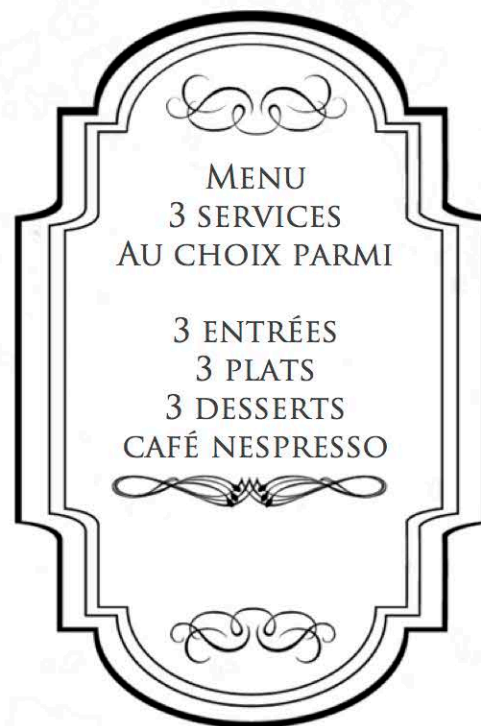 Menu
3 services
Au choix parmi
3 entrées
3 plats
3 desserts
café nespresso